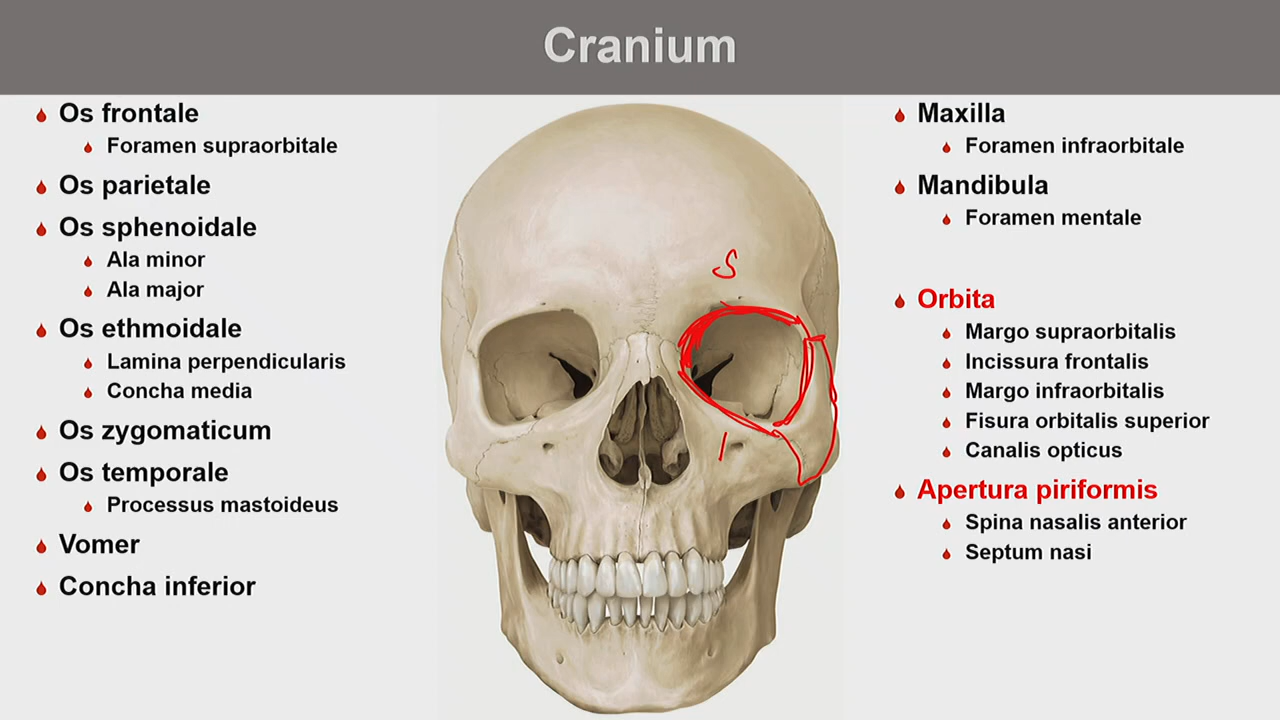 Cranium
Os frontale
Foramen supraorbitale
Os parietale
Os sphenoidale
Ala minor
Ala major
Os ethmoidale
Lamina perpendicularis
Concha media
Os zygomaticum
Os temporale
Processus mastoideus
Vomer
Concha inferior
S
I
Maxilla
Foramen infraorbitale
Mandibula
Foramen mentale
Orbita
Margo supraorbitalis
Incissura frontalis
Margo infraorbitalis
Fisura orbitalis superior
Canalis opticus
Apertura piriformis
Spina nasalis anterior
Septum nasi